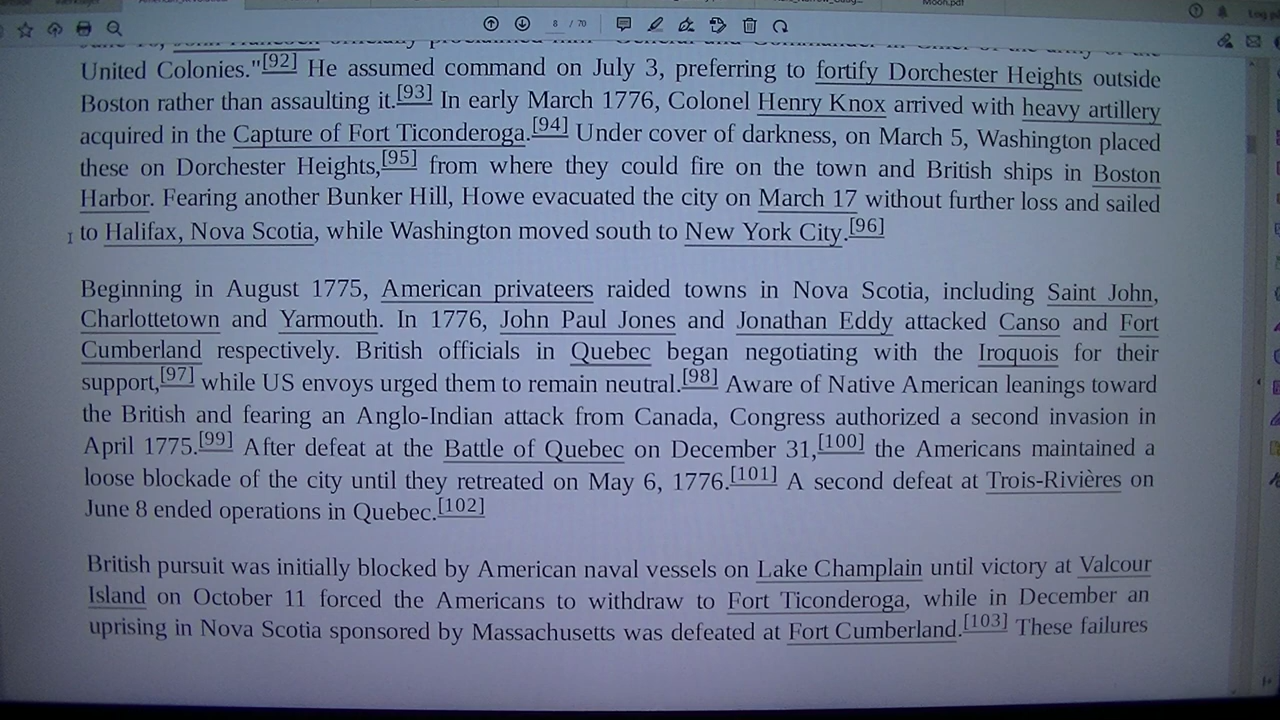 8 / 70
United Colonies."[92] He assumed command on July 3, preferring to fortify Dorchester Heights outside
Boston rather than assaulting it.[93] In early March 1776, Colonel Henry Knox arrived with heavy artillery
acquired in the Capture of Fort Ticonderoga.[94] Under cover of darkness, on March 5, Washington placed
these on Dorchester Heights,[95] from where they could fire on the town and British ships in Boston
Harbor. Fearing another Bunker Hill, Howe evacuated the city on March 17 without further loss and sailed
to Halifax, Nova Scotia, while Washington moved south to New York City.[96]
Beginning in August 1775, American privateers raided towns in Nova Scotia, including Saint John,
Charlottetown and Yarmouth. In 1776, John Paul Jones and Jonathan Eddy attacked Canso and Fort
Cumberland respectively. British officials in Quebec began negotiating with the Iroquois for their
support,[97] while US envoys urged them to remain neutral.[98] Aware of Native American leanings toward
the British and fearing an Anglo-Indian attack from Canada, Congress authorized a second invasion in
April 1775.[99] After defeat at the Battle of Quebec on December 31,[100] the Americans maintained a
loose blockade of the city until they retreated on May 6, 1776.[101] A second defeat at Trois-Rivières on
June 8 ended operations in Quebec.[102]
British pursuit was initially blocked by American naval vessels on Lake Champlain until victory at Valcour
Island on October 11 forced the Americans to withdraw to Fort Ticonderoga, while in December an
uprising in Nova Scotia sponsored by Massachusetts was defeated at Fort Cumberland.[103] These failures